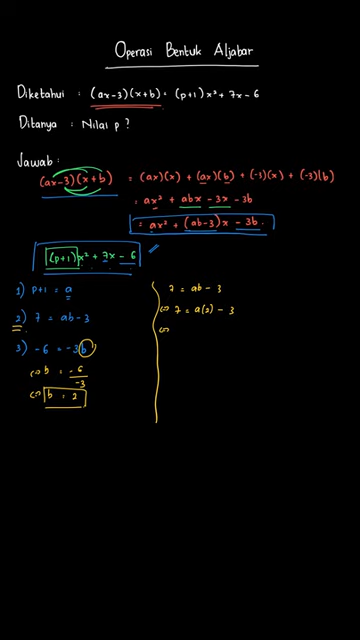 Operasi Bentuk Aljabar
Diketahui : (ax-3)(x+b) = (p+1)x² + 7x - 6
Ditanya : Nilai p ?
Jawab :
(ax-3)(x+b) = (ax)(x) + (ax)(b) + (-3)(x) + (-3)(b)
= ax² + abx - 3x - 3b
= ax² + (ab-3)x - 3b.
(p+1)x² + 7x - 6
1) p+1 = a
2) 7 = ab - 3
3) -6 = -3b
⇔ b = -6/-3
⇔ b = 2
7 = ab - 3
⇔ 7 = a(2) - 3
⇔